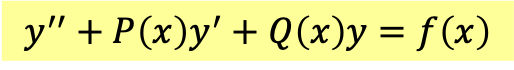 y'' + P(x)y' + Q(x)y = f(x)